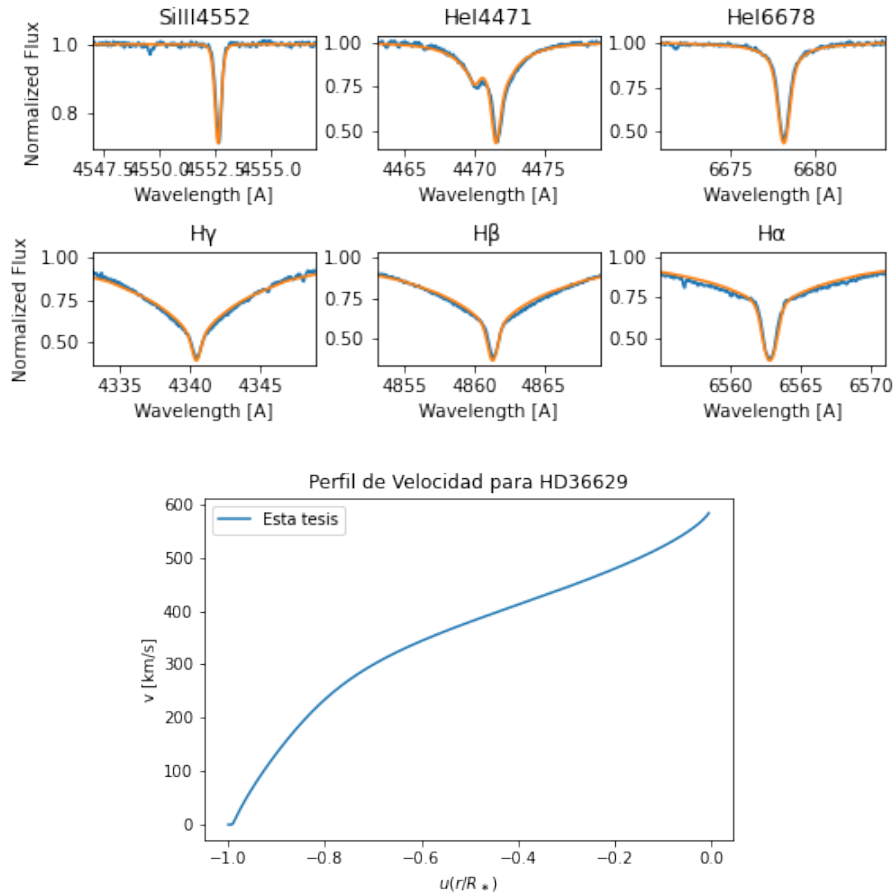 SiIII4552 HeI4471 HeI6678
Normalized Flux
1.0
0.8
1.00
0.75
0.50
1.00
0.75
0.50
4547.5 4550.0 4552.5 4555.0
4465 4470 4475
6675 6680
Wavelength [A] Wavelength [A] Wavelength [A]
Hγ Hβ Hα
Normalized Flux
1.00
0.75
0.50
1.00
0.75
0.50
1.00
0.75
0.50
4335 4340 4345
4855 4860 4865
6560 6565 6570
Wavelength [A] Wavelength [A] Wavelength [A]
Perfil de Velocidad para HD36629
Esta tesis
v [km/s]
600
500
400
300
200
100
0
−1.0 −0.8 −0.6 −0.4 −0.2 0.0
u(r/R∗)